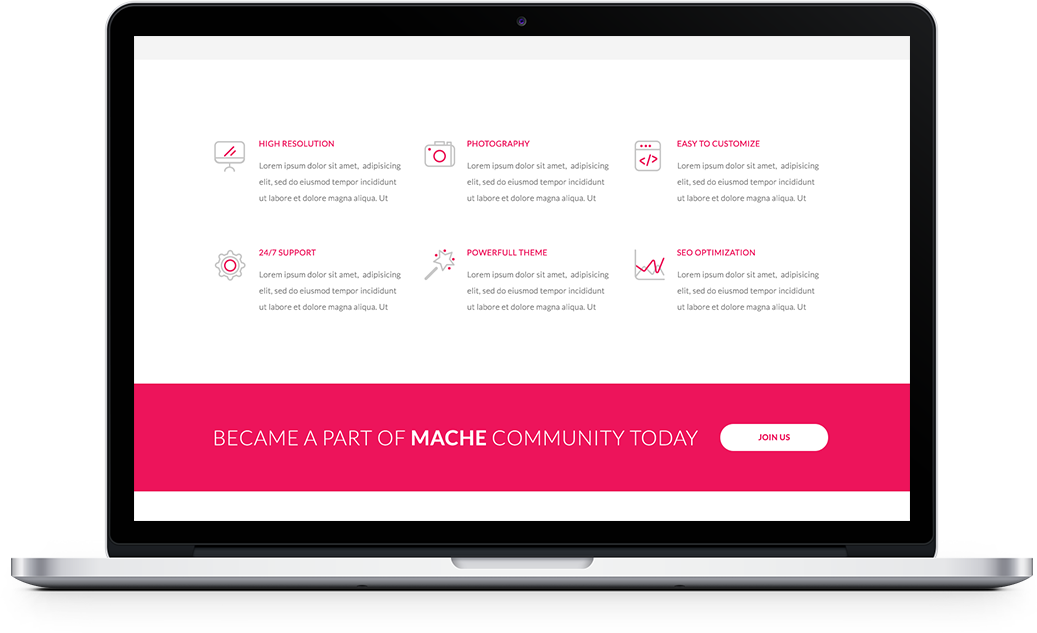 HIGH RESOLUTION
Lorem ipsum dolor sit amet, adipisicing
elit, sed do eiusmod tempor incididunt
ut labore et dolore magna aliqua. Ut
PHOTOGRAPHY
Lorem ipsum dolor sit amet, adipisicing
elit, sed do eiusmod tempor incididunt
ut labore et dolore magna aliqua. Ut
EASY TO CUSTOMIZE
Lorem ipsum dolor sit amet, adipisicing
elit, sed do eiusmod tempor incididunt
ut labore et dolore magna aliqua. Ut
24/7 SUPPORT
Lorem ipsum dolor sit amet, adipisicing
elit, sed do eiusmod tempor incididunt
ut labore et dolore magna aliqua. Ut
POWERFULL THEME
Lorem ipsum dolor sit amet, adipisicing
elit, sed do eiusmod tempor incididunt
ut labore et dolore magna aliqua. Ut
SEO OPTIMIZATION
Lorem ipsum dolor sit amet, adipisicing
elit, sed do eiusmod tempor incididunt
ut labore et dolore magna aliqua. Ut
BECAME A PART OF MACHE COMMUNITY TODAY
JOIN US